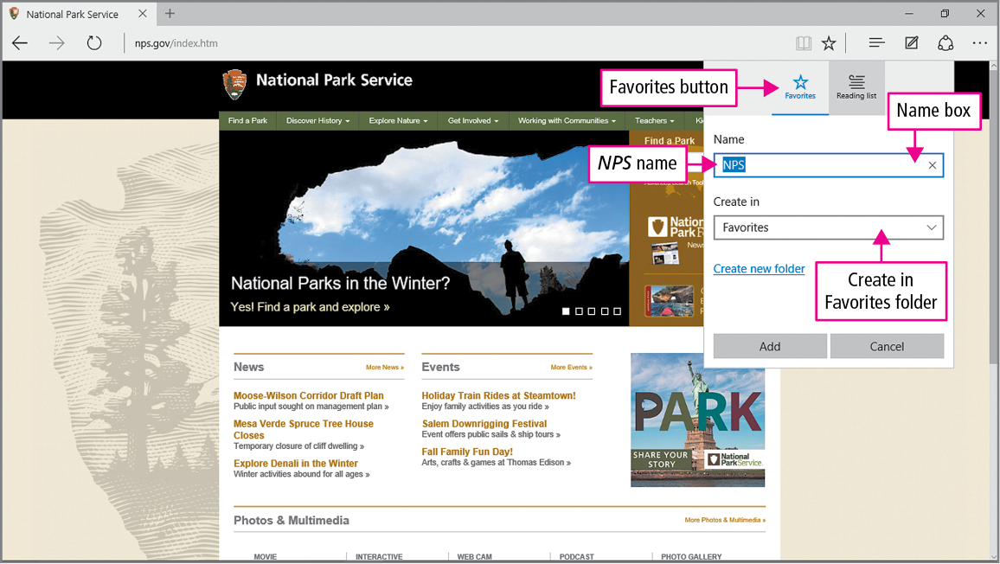 National Park Service
nps.gov/index.htm
National Park Service
Favorites button
Favorites
Reading list
Name box
Find a Park
Discover History
Explore Nature
Get Involved
Working with Communities
Teachers
Find a Park
Name
NPS name
NPS
Advanced Search
Create in
Favorites
National
Park
News
Create new folder
Create in
Favorites folder
National Parks in the Winter?
Yes! Find a park and explore »
Add
Cancel
News
More News »
Events
More Events »
Moose-Wilson Corridor Draft Plan
Public input sought on management plan »
Mesa Verde Spruce Tree House
Closes
Temporary closure of cliff dwelling »
Explore Denali in the Winter
Winter activities abound for all ages »
Holiday Train Rides at Steamtown!
Enjoy family activities as you ride »
Salem Downrigging Festival
Event offers public sails & ship tours »
Fall Family Fun Day!
Arts, crafts & games at Thomas Edison »
PARK
SHARE YOUR
STORY
National
Park Service
Photos & Multimedia
More Photos & Multimedia »
MOVIE
INTERACTIVE
WEB CAM
PODCAST
PHOTO GALLERY